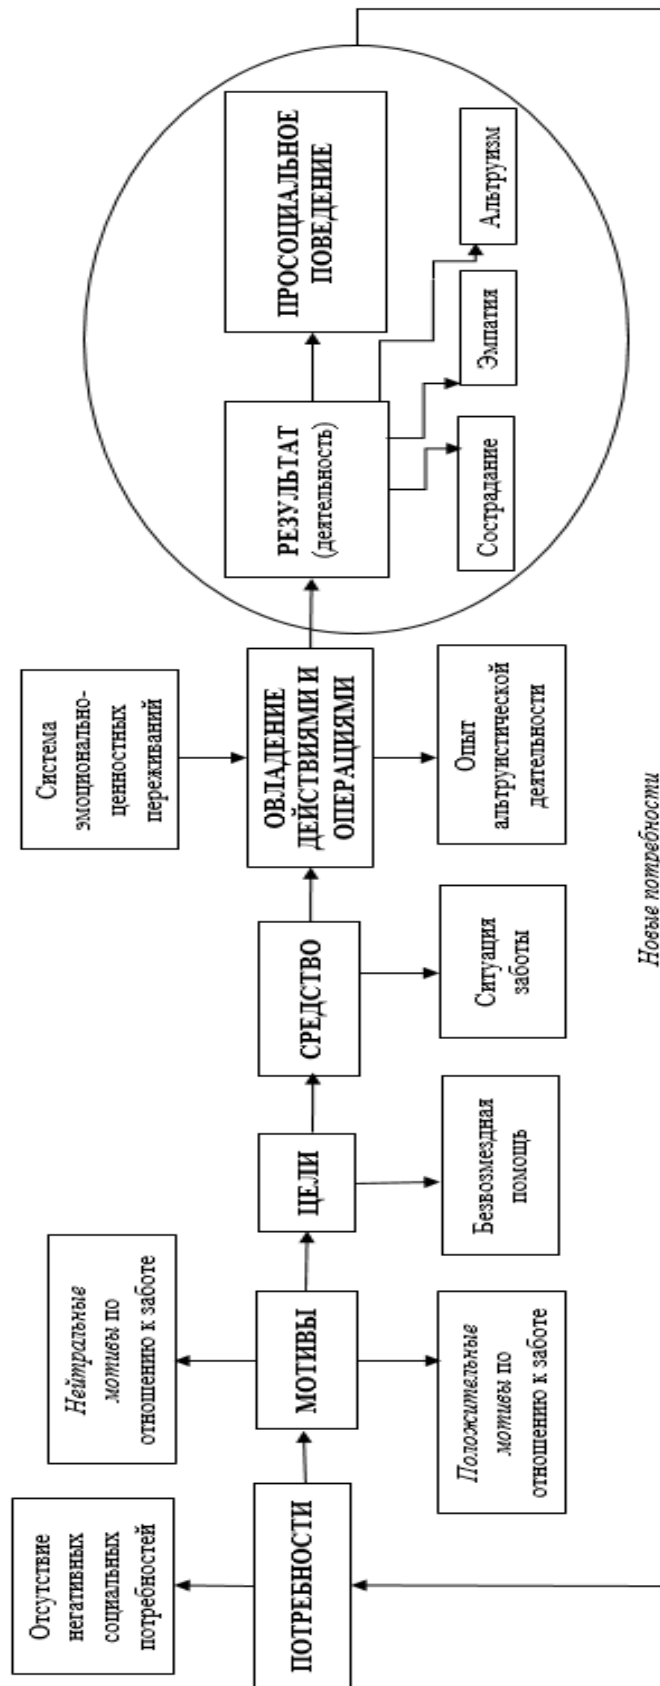 Отсутствие
негативных
социальных
потребностей
Нейтральные
мотивы по
отношению к заботе
Система
эмоционально-
ценностных
переживаний
ПОТРЕБНОСТИ
МОТИВЫ
ЦЕЛИ
СРЕДСТВО
ОВЛАДЕНИЕ
ДЕЙСТВИЯМИ И
ОПЕРАЦИЯМИ
РЕЗУЛЬТАТ
(деятельность)
ПРОСОЦИАЛЬНОЕ
ПОВЕДЕНИЕ
Положительные
мотивы по
отношению к заботе
Безвозмездная
помощь
Ситуация
заботы
Опыт
альтруистической
деятельности
Сострадание
Эмпатия
Альтруизм
Новые потребности